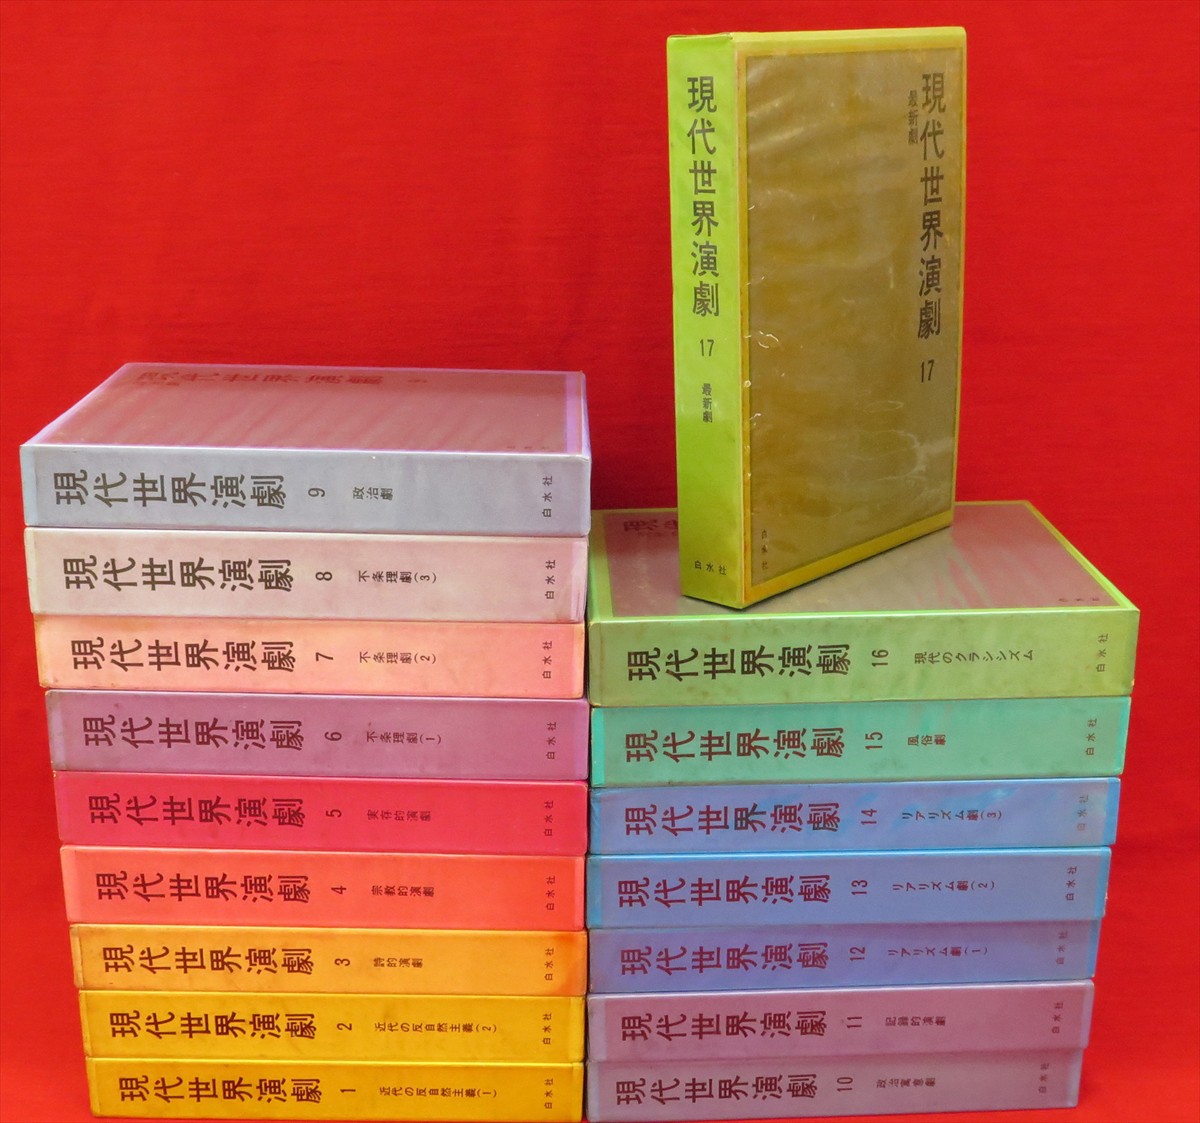 現代世界演劇 17 最新劇 白水社
現代世界演劇 17
最新劇
白水社
現代世界演劇 9 政治劇 白水社
現代世界演劇 8 不条理劇(3) 白水社
現代世界演劇 7 不条理劇(2) 白水社
現代世界演劇 6 不条理劇(1) 白水社
現代世界演劇 5 実存的演劇 白水社
現代世界演劇 4 宗教的演劇 白水社
現代世界演劇 3 詩的演劇 白水社
現代世界演劇 2 近代の反自然主義(2) 白水社
現代世界演劇 1 近代の反自然主義(1) 白水社
現代世界演劇 16 現代のクラシシズム 白水社
現代世界演劇 15 風俗劇 白水社
現代世界演劇 14 リアリズム劇(3) 白水社
現代世界演劇 13 リアリズム劇(2) 白水社
現代世界演劇 12 リアリズム劇(1) 白水社
現代世界演劇 11 記録的演劇 白水社
現代世界演劇 10 政治寓意劇 白水社